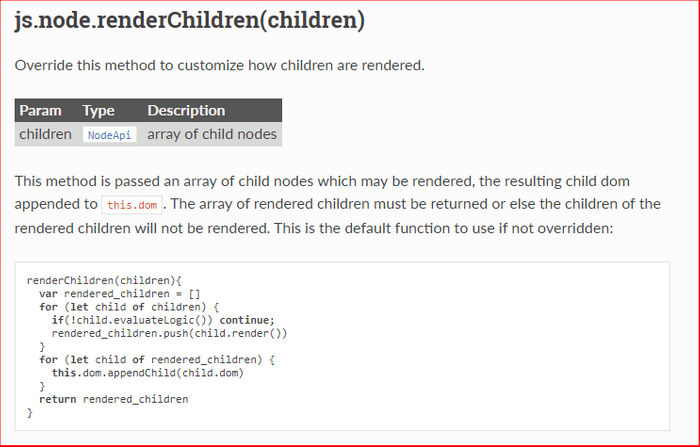 js.node.renderChildren(children)
Override this method to customize how children are rendered.
Param Type Description
children NodeApi array of child nodes
This method is passed an array of child nodes which may be rendered, the resulting child dom
appended to this.dom . The array of rendered children must be returned or else the children of the
rendered children will not be rendered. This is the default function to use if not overridden:
renderChildren(children){
  var rendered_children = []
  for (let child of children) {
    if(!child.evaluateLogic()) continue;
    rendered_children.push(child.render())
  }
  for (let child of rendered_children) {
    this.dom.appendChild(child.dom)
  }
  return rendered_children
}